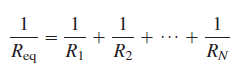 1/R_eq = 1/R_1 + 1/R_2 + ··· + 1/R_N